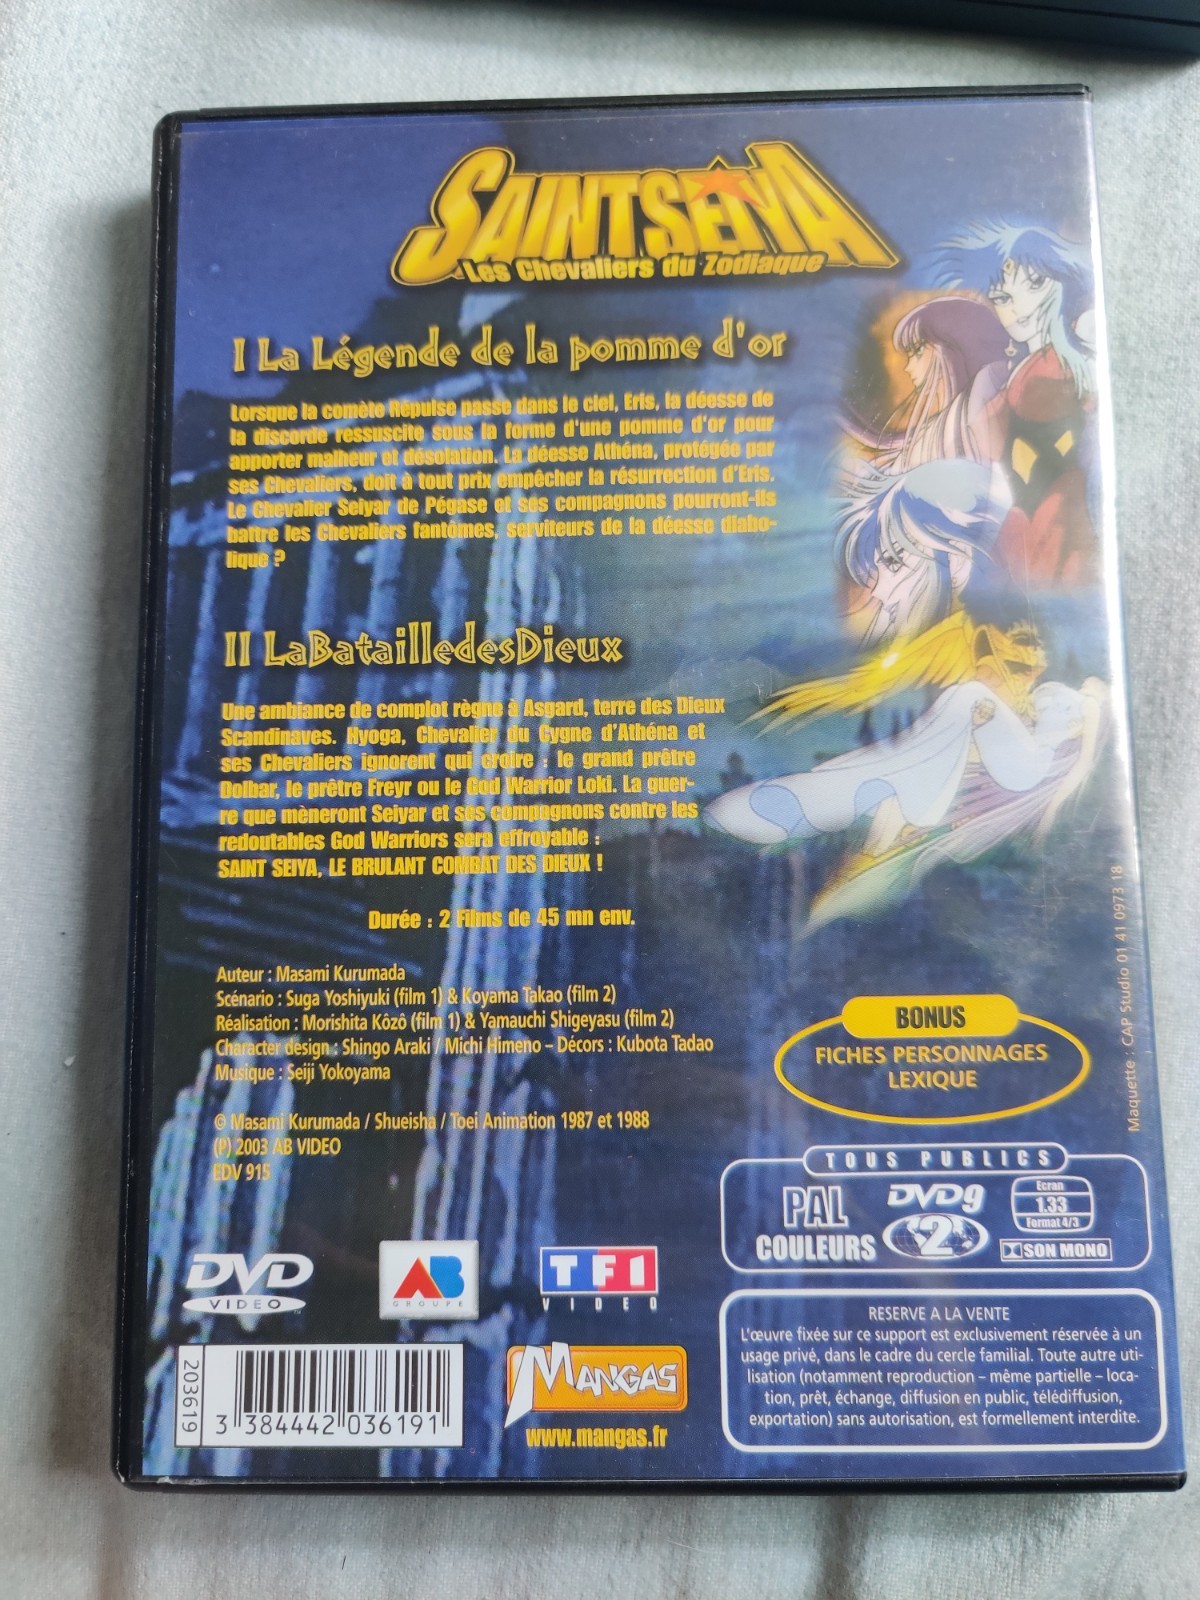 SAINT SEIYA
Les Chevaliers du Zodiaque
I La Légende de la pomme d'or
Lorsque la comète Répulse passe dans le ciel, Eris, la déesse de
la discorde ressuscite sous la forme d'une pomme d'or pour
apporter malheur et désolation. La déesse Athéna, protégée par
ses Chevaliers, doit à tout prix empêcher la résurrection d'Eris.
Le Chevalier Seiyar de Pégase et ses compagnons pourront-ils
battre les Chevaliers fantômes, serviteurs de la déesse diabo-
lique ?
II LaBatailledesDieux
Une ambiance de complot règne à Asgard, terre des Dieux
Scandinaves. Hyoga, Chevalier du Cygne d'Athéna et
ses Chevaliers ignorent qui croire : le grand prêtre
Dolbar, le prêtre Freyr ou le God Warrior Loki. La guer-
re que mèneront Seiyar et ses compagnons contre les
redoutables God Warriors sera effroyable :
SAINT SEIYA, LE BRULANT COMBAT DES DIEUX !
Durée : 2 Films de 45 mn env.
Auteur : Masami Kurumada
Scénario : Suga Yoshiyuki (film 1) & Koyama Takao (film 2)
Réalisation : Morishita Kôzô (film 1) & Yamauchi Shigeyasu (film 2)
Character design : Shingo Araki / Michi Himeno – Décors : Kubota Tadao
Musique : Seiji Yokoyama
© Masami Kurumada / Shueisha / Toei Animation 1987 et 1988
(P) 2003 AB VIDEO
EDV 915
BONUS
FICHES PERSONNAGES
LEXIQUE
Maquette : CAP Studio 01 41 0973 18
TOUS PUBLICS
PAL
COULEURS
DVD9
2
Ecran
1.33
Format 4/3
SON MONO
DVD
VIDEO
AB
GROUPE
TF1
VIDEO
RESERVE A LA VENTE
L'œuvre fixée sur ce support est exclusivement réservée à un
usage privé, dans le cadre du cercle familial. Toute autre uti-
lisation (notamment reproduction – même partielle – loca-
tion, prêt, échange, diffusion en public, télédiffusion,
exportation) sans autorisation, est formellement interdite.
203619
3 384442 036191
MANGAS
www.mangas.fr